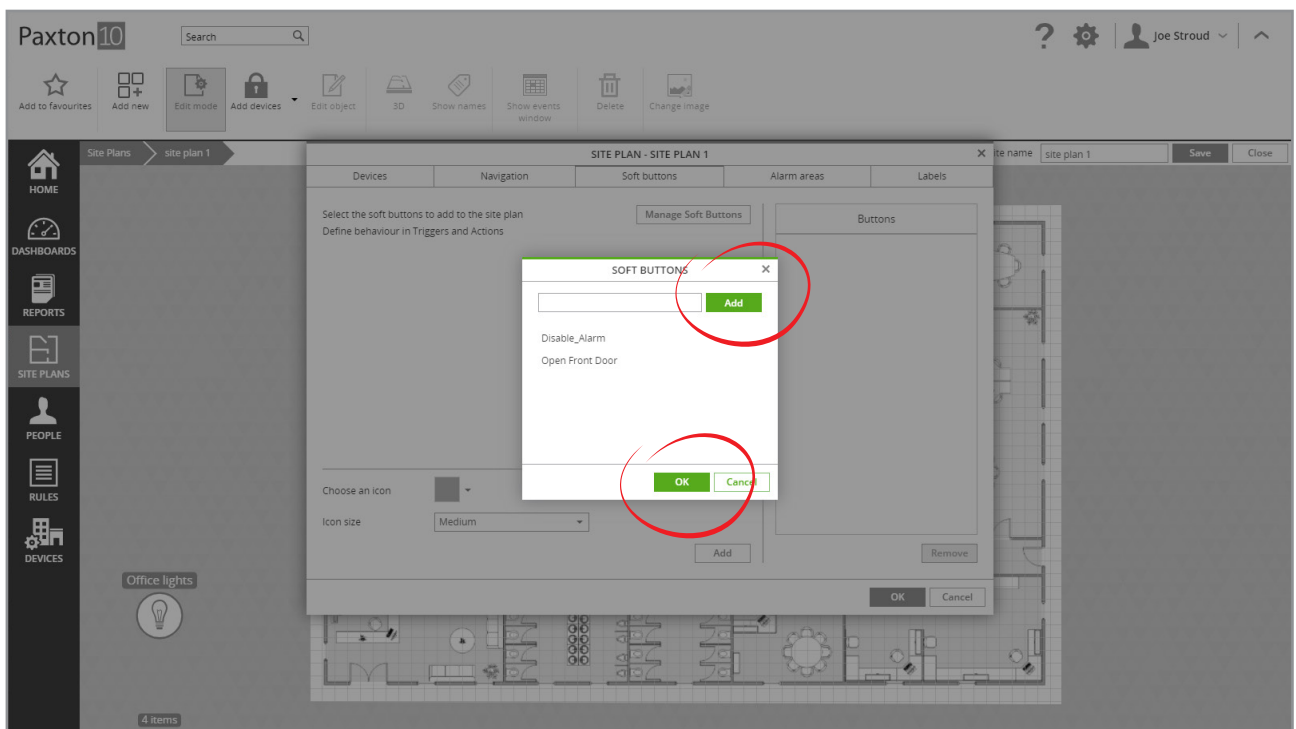 Paxton10
Search
Joe Stroud
Add to favourites
Add new
Edit mode
Add devices
Edit object
3D
Show names
Show events
window
Delete
Change image
Site Plans
site plan 1
SITE PLAN - SITE PLAN 1
name
site plan 1
Save
Close
HOME
DASHBOARDS
REPORTS
SITE PLANS
PEOPLE
RULES
DEVICES
Devices
Navigation
Soft buttons
Alarm areas
Labels
Select the soft buttons to add to the site plan
Define behaviour in Triggers and Actions
Manage Soft Buttons
Buttons
SOFT BUTTONS
Add
Disable_Alarm
Open Front Door
OK
Cancel
Choose an icon
Icon size
Medium
Add
Remove
OK
Cancel
Office lights
4 items